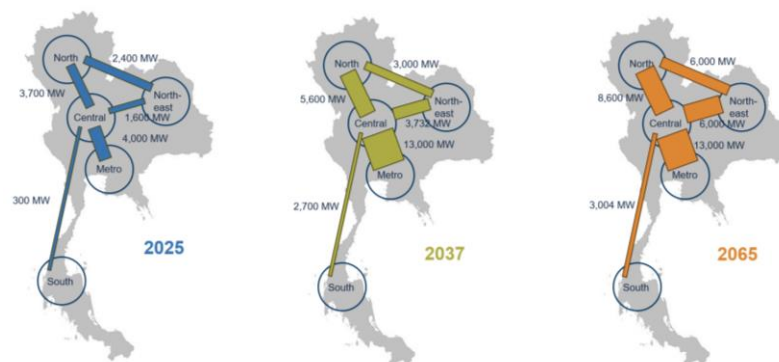 North
2,400 MW
3,700 MW
North-
east
Central
1,600 MW
4,000 MW
Metro
300 MW
2025
South
North
3,000 MW
5,600 MW
North-
east
Central
3,732 MW
13,000 MW
Metro
2,700 MW
2037
South
North
6,000 MW
8,600 MW
North-
east
Central
6,000 MW
13,000 MW
Metro
3,004 MW
2065
South